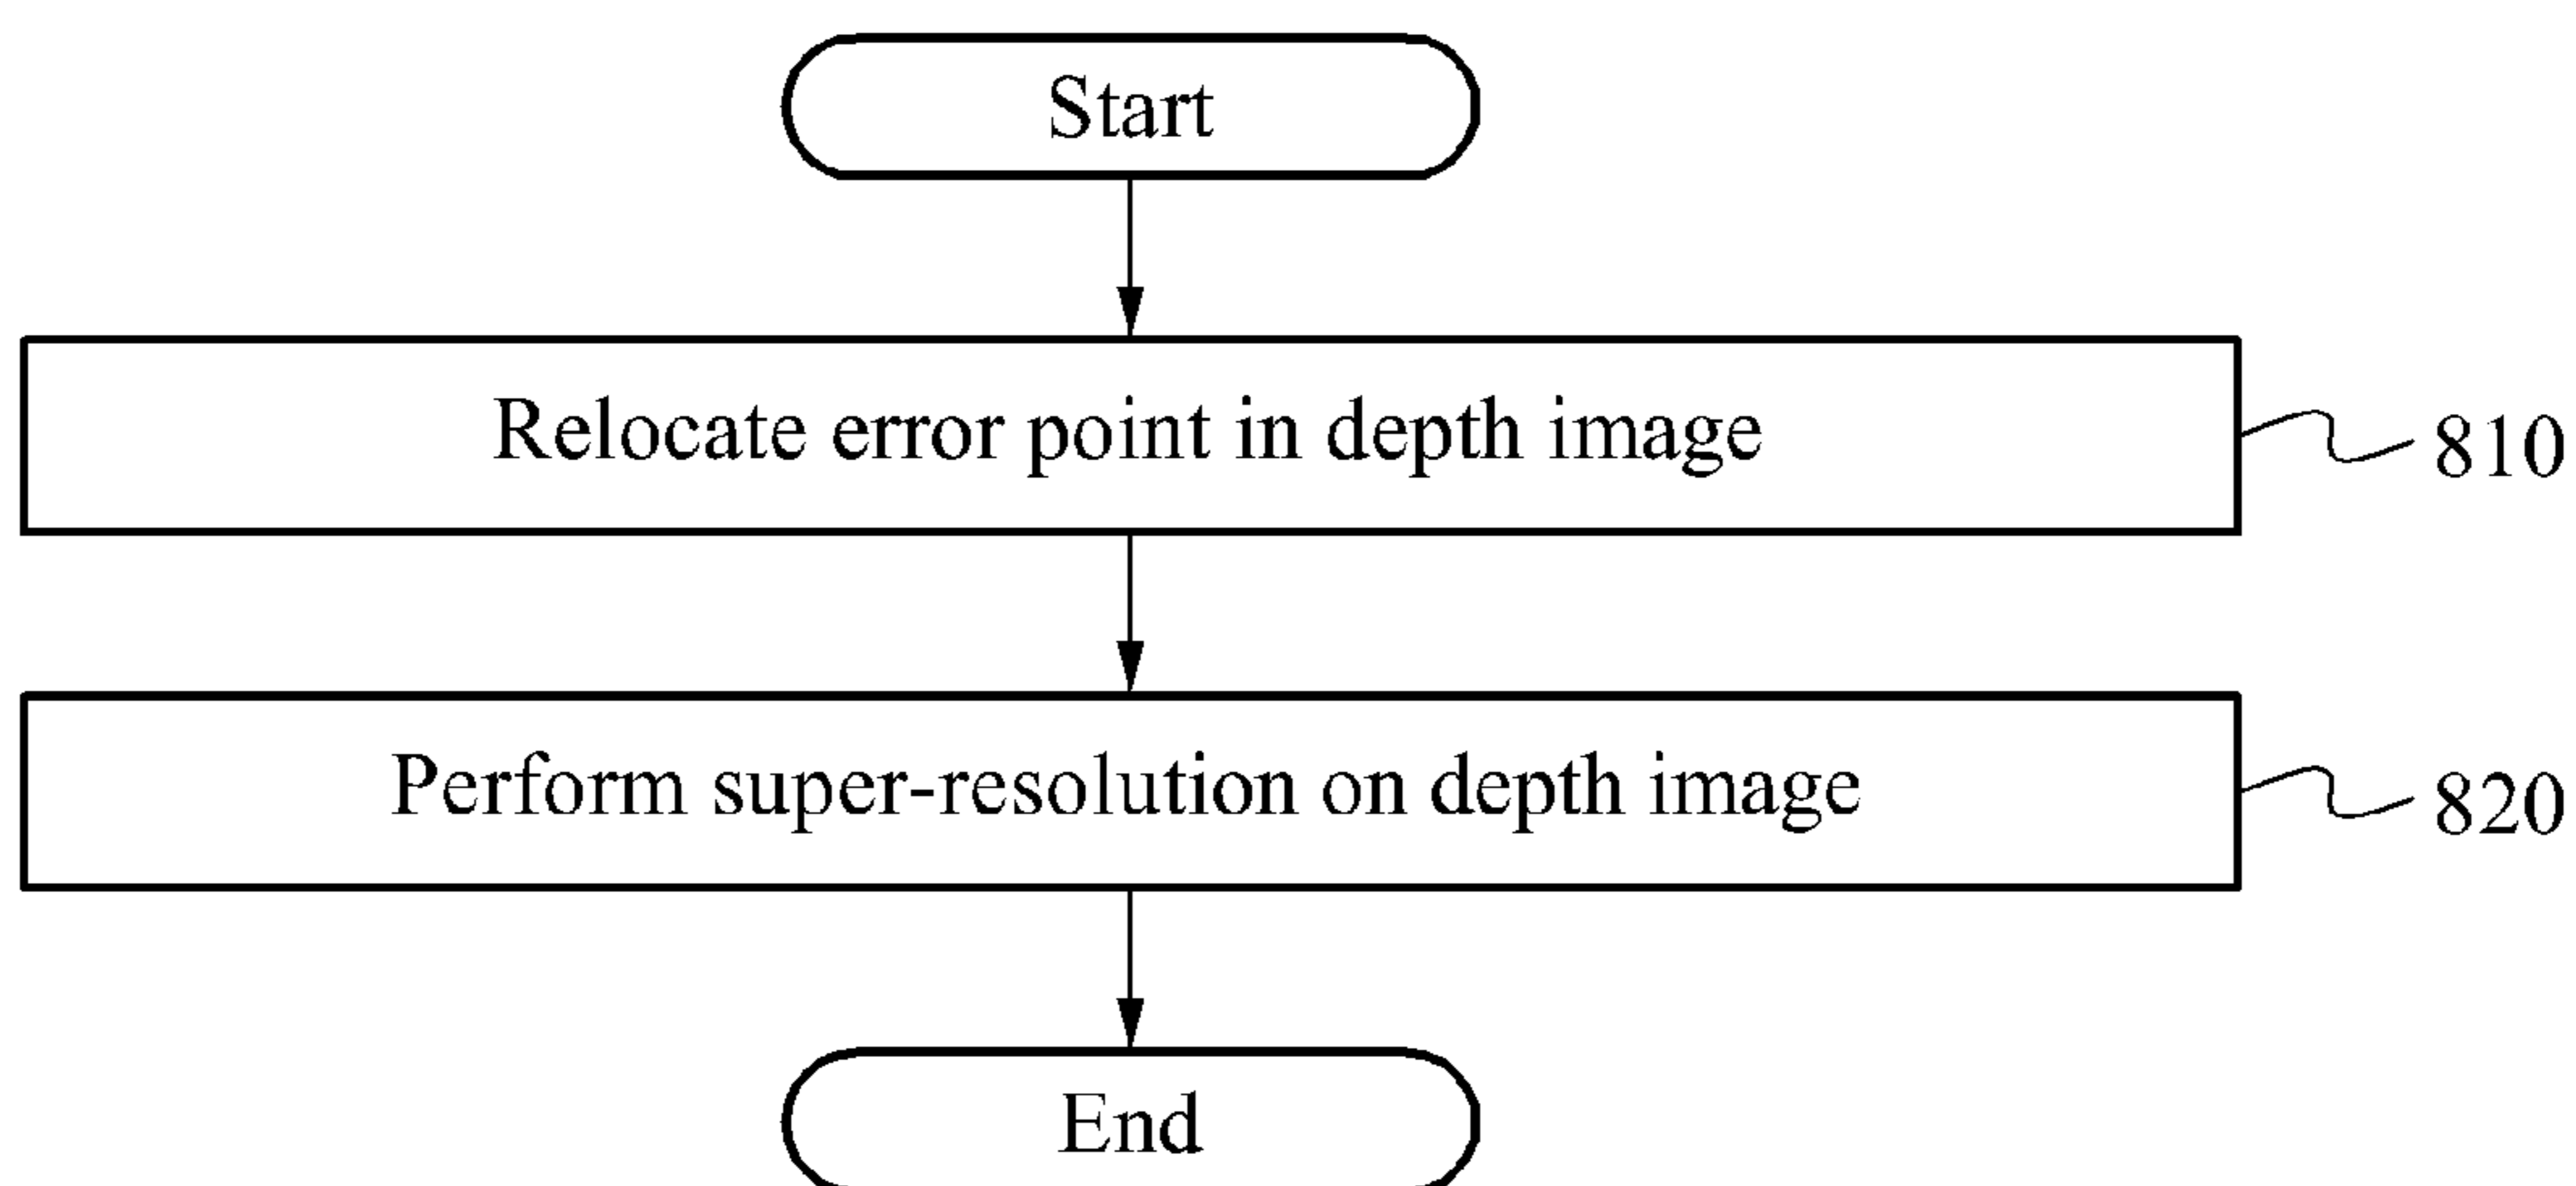 Start
Relocate error point in depth image
810
Perform super-resolution on depth image
820
End